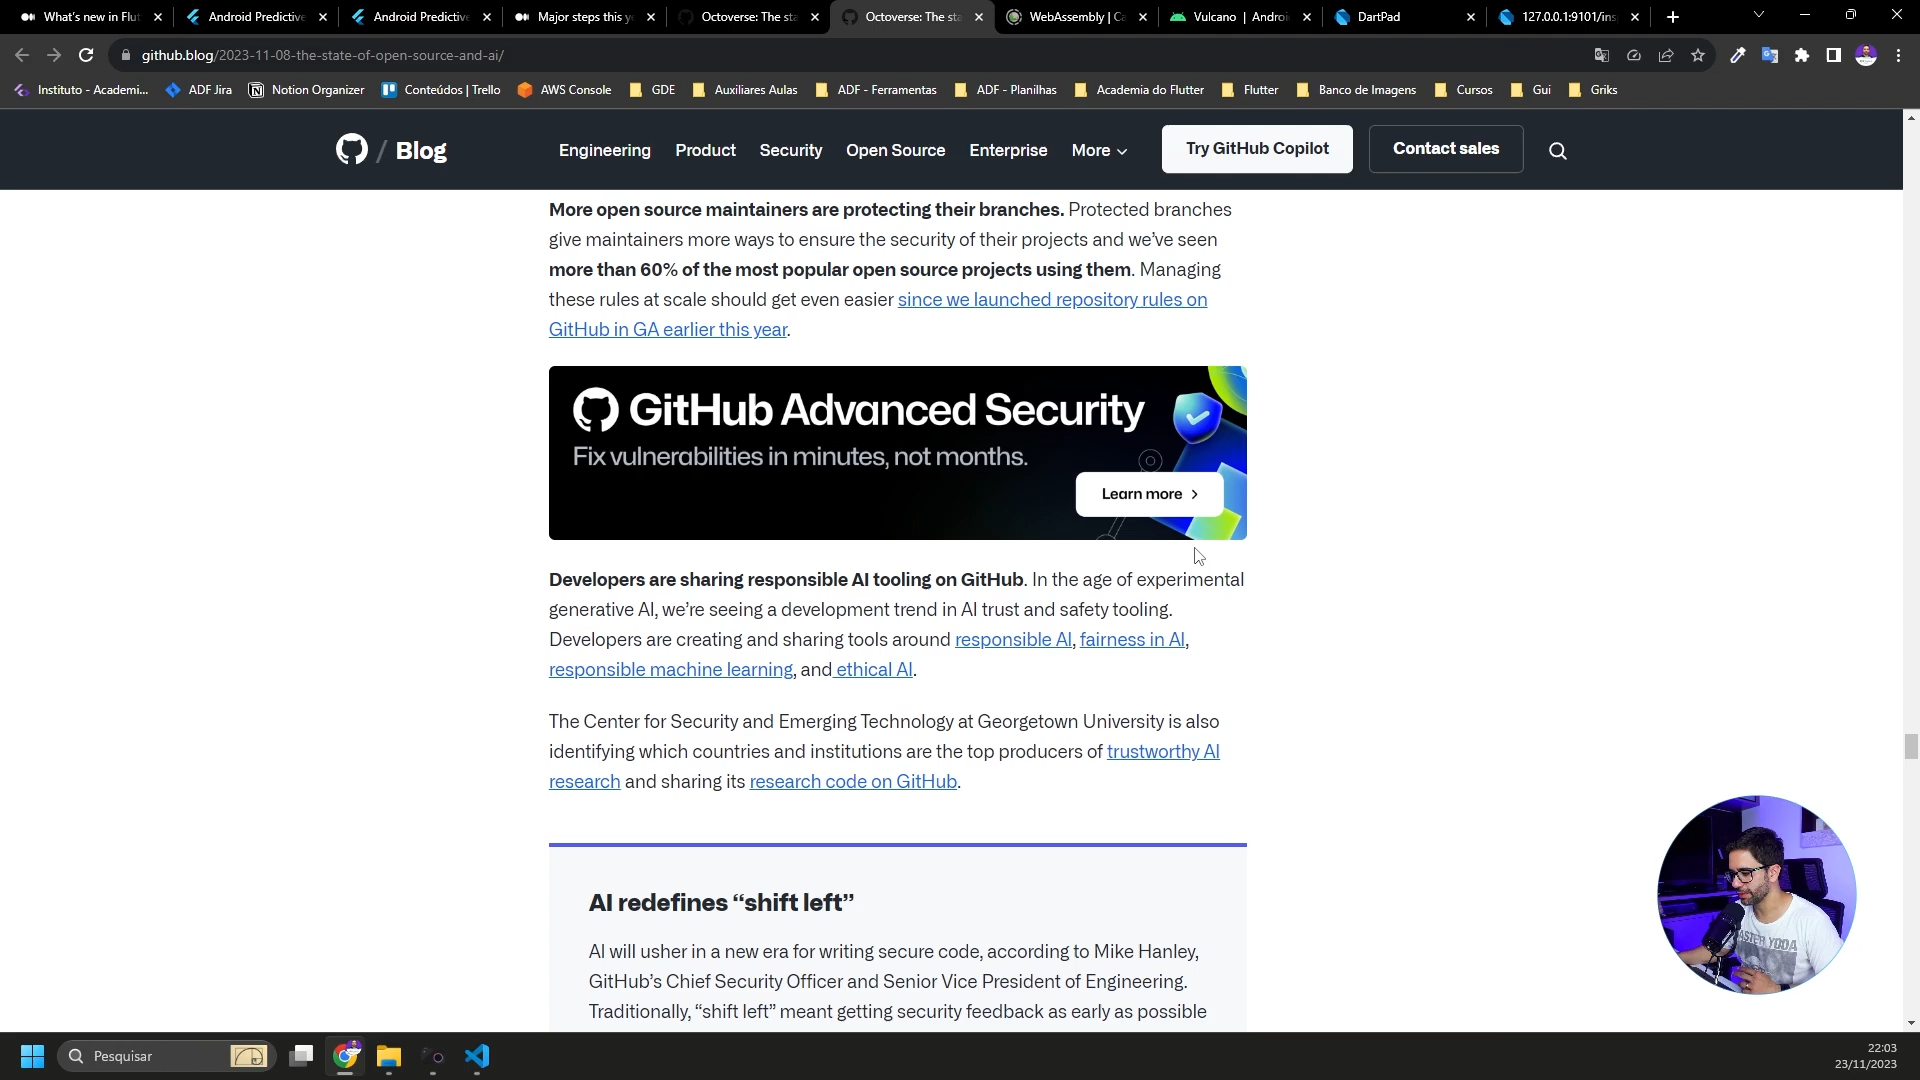 What's new in Flut
Android Predictive
Android Predictive
Major steps this y
Octoverse: The sta
Octoverse: The sta
WebAssembly | Ca
Vulcano | Androi
DartPad
127.0.0.1:9101/ins
github.blog/2023-11-08-the-state-of-open-source-and-ai/
Instituto - Academi...
ADF Jira
Notion Organizer
Conteúdos | Trello
AWS Console
GDE
Auxiliares Aulas
ADF - Ferramentas
ADF - Planilhas
Academia do Flutter
Flutter
Banco de Imagens
Cursos
Gui
Griks
/ Blog
Engineering
Product
Security
Open Source
Enterprise
More
Try GitHub Copilot
Contact sales
More open source maintainers are protecting their branches. Protected branches
give maintainers more ways to ensure the security of their projects and we've seen
more than 60% of the most popular open source projects using them. Managing
these rules at scale should get even easier since we launched repository rules on
GitHub in GA earlier this year.
GitHub Advanced Security
Fix vulnerabilities in minutes, not months.
Learn more >
Developers are sharing responsible AI tooling on GitHub. In the age of experimental
generative AI, we're seeing a development trend in AI trust and safety tooling.
Developers are creating and sharing tools around responsible AI, fairness in AI,
responsible machine learning, and ethical AI.
The Center for Security and Emerging Technology at Georgetown University is also
identifying which countries and institutions are the top producers of trustworthy AI
research and sharing its research code on GitHub.
AI redefines “shift left”
AI will usher in a new era for writing secure code, according to Mike Hanley,
GitHub's Chief Security Officer and Senior Vice President of Engineering.
Traditionally, “shift left” meant getting security feedback as early as possible
MASTER YODA
Pesquisar
22:03
23/11/2023